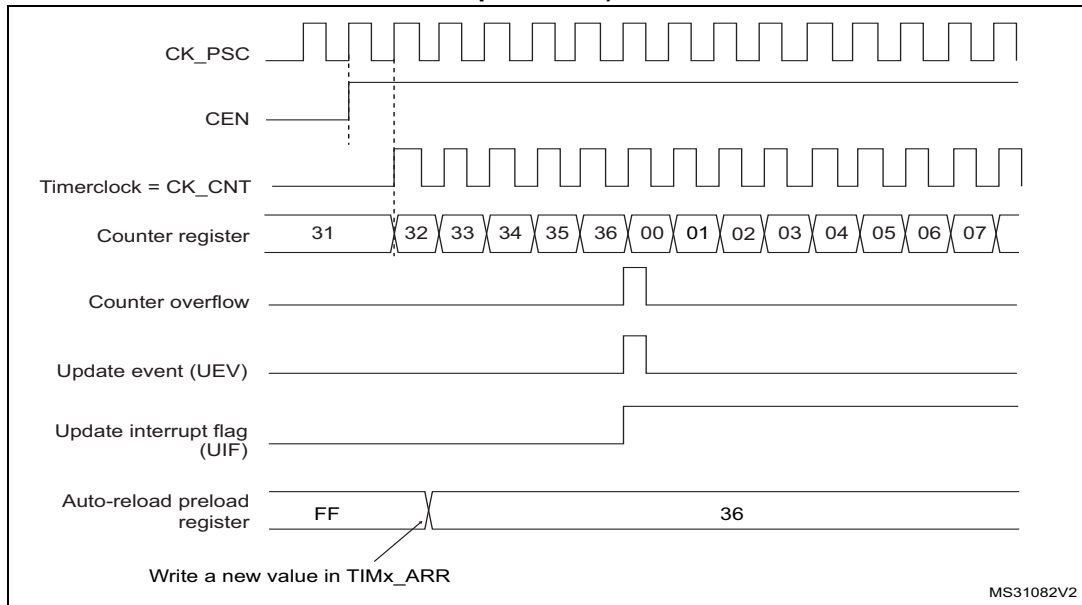 CK_PSC
CEN
Timerclock = CK_CNT
Counter register 31 32 33 34 35 36 00 01 02 03 04 05 06 07
Counter overflow
Update event (UEV)
Update interrupt flag
(UIF)
Auto-reload preload
register FF 36
Write a new value in TIMx_ARR
MS31082V2